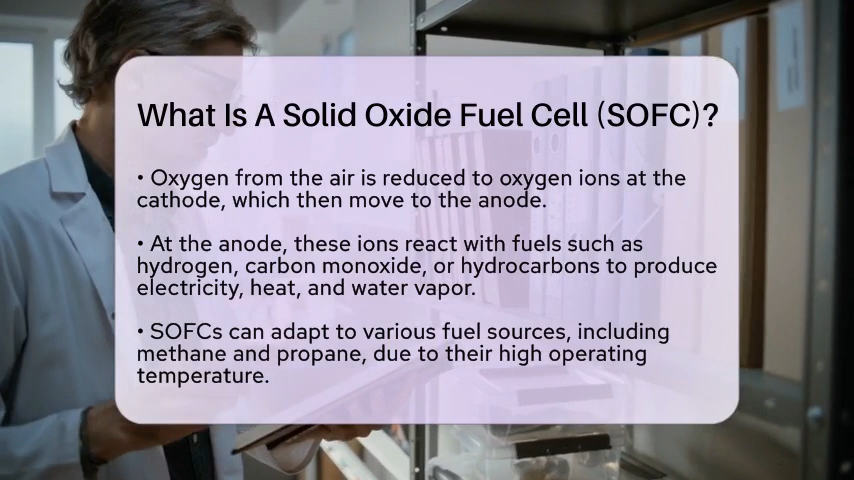 What Is A Solid Oxide Fuel Cell (SOFC)?
• Oxygen from the air is reduced to oxygen ions at the
cathode, which then move to the anode.
• At the anode, these ions react with fuels such as
hydrogen, carbon monoxide, or hydrocarbons to produce
electricity, heat, and water vapor.
• SOFCs can adapt to various fuel sources, including
methane and propane, due to their high operating
temperature.